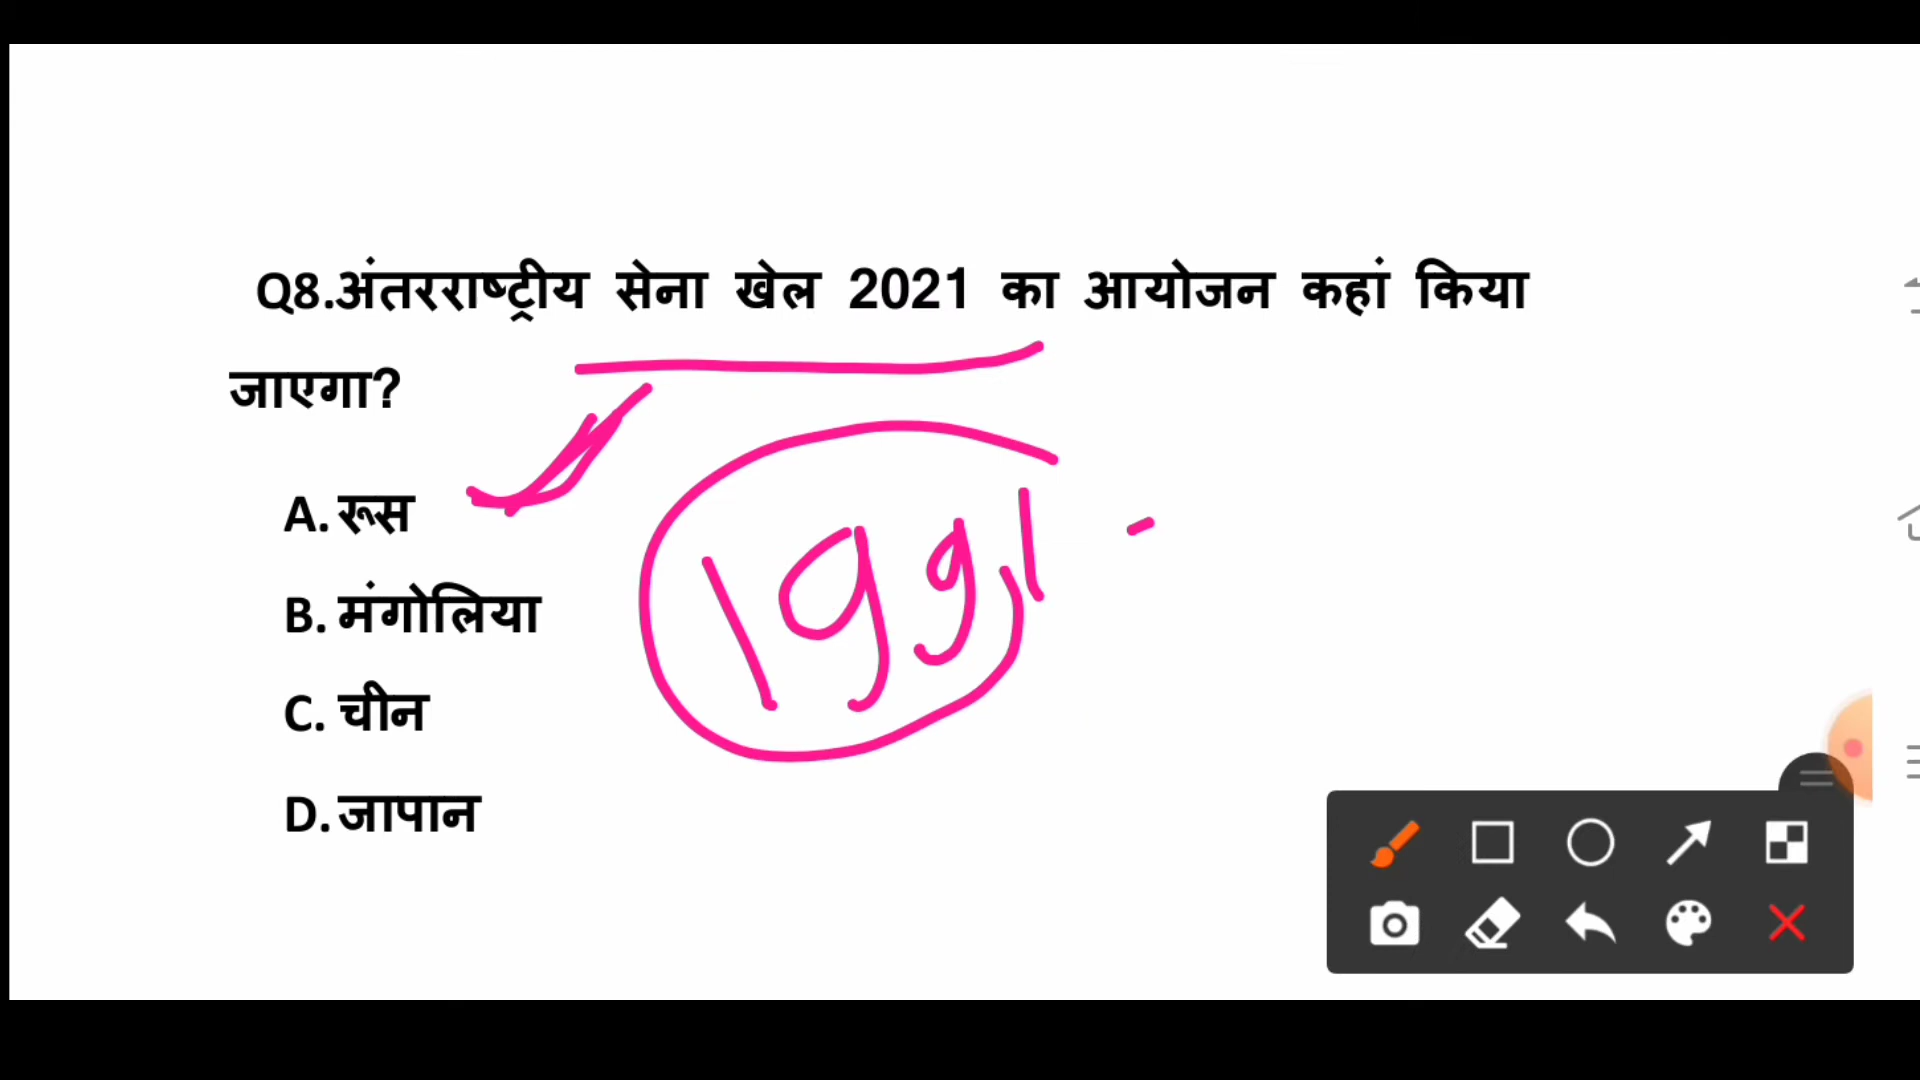 Q8.अंतरराष्ट्रीय सेना खेल 2021 का आयोजन कहां किया
जाएगा?
A. रूस
B. मंगोलिया
C. चीन
D. जापान
1991